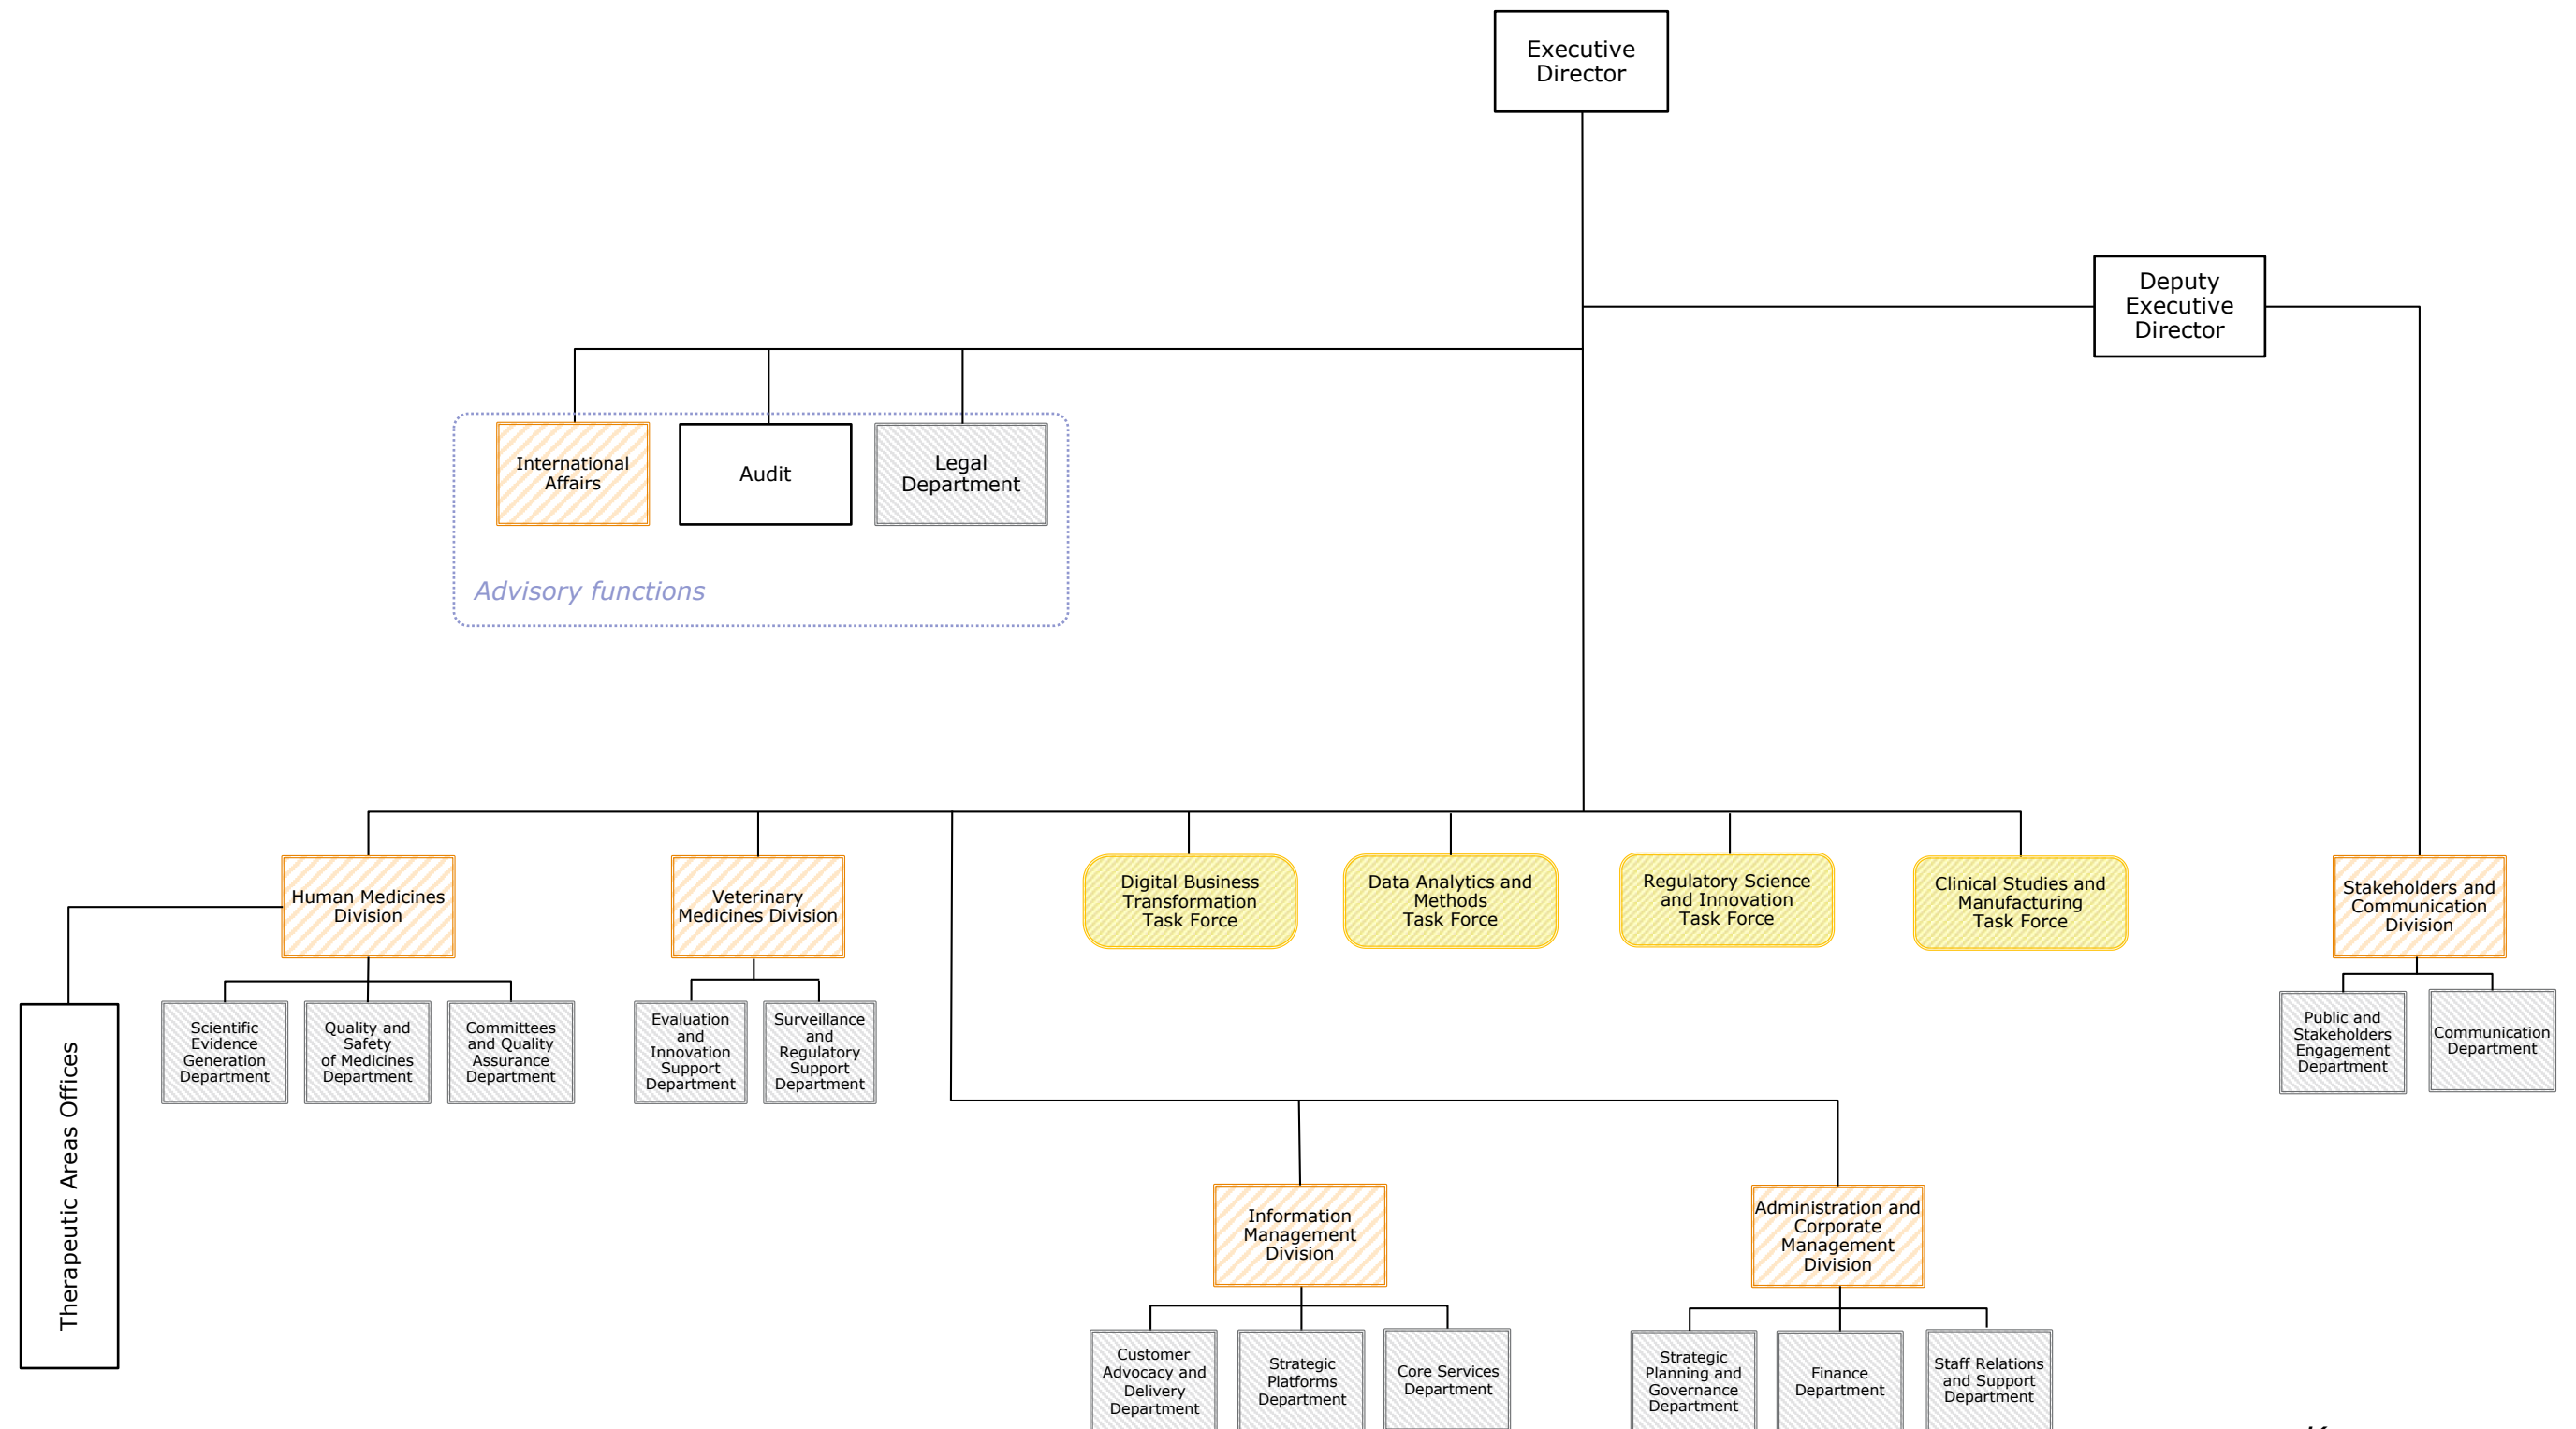 Executive
Director
Deputy
Executive
Director
International
Affairs
Audit
Legal
Department
Advisory functions
Human Medicines
Division
Veterinary
Medicines Division
Digital Business
Transformation
Task Force
Data Analytics and
Methods
Task Force
Regulatory Science
and Innovation
Task Force
Clinical Studies and
Manufacturing
Task Force
Stakeholders and
Communication
Division
Therapeutic Areas Offices
Scientific
Evidence
Generation
Department
Quality and
Safety
of Medicines
Department
Committees
and Quality
Assurance
Department
Evaluation
and
Innovation
Support
Department
Surveillance
and
Regulatory
Support
Department
Public and
Stakeholders
Engagement
Department
Communication
Department
Information
Management
Division
Administration and
Corporate
Management
Division
Customer
Advocacy and
Delivery
Department
Strategic
Platforms
Department
Core Services
Department
Strategic
Planning and
Governance
Department
Finance
Department
Staff Relations
and Support
Department